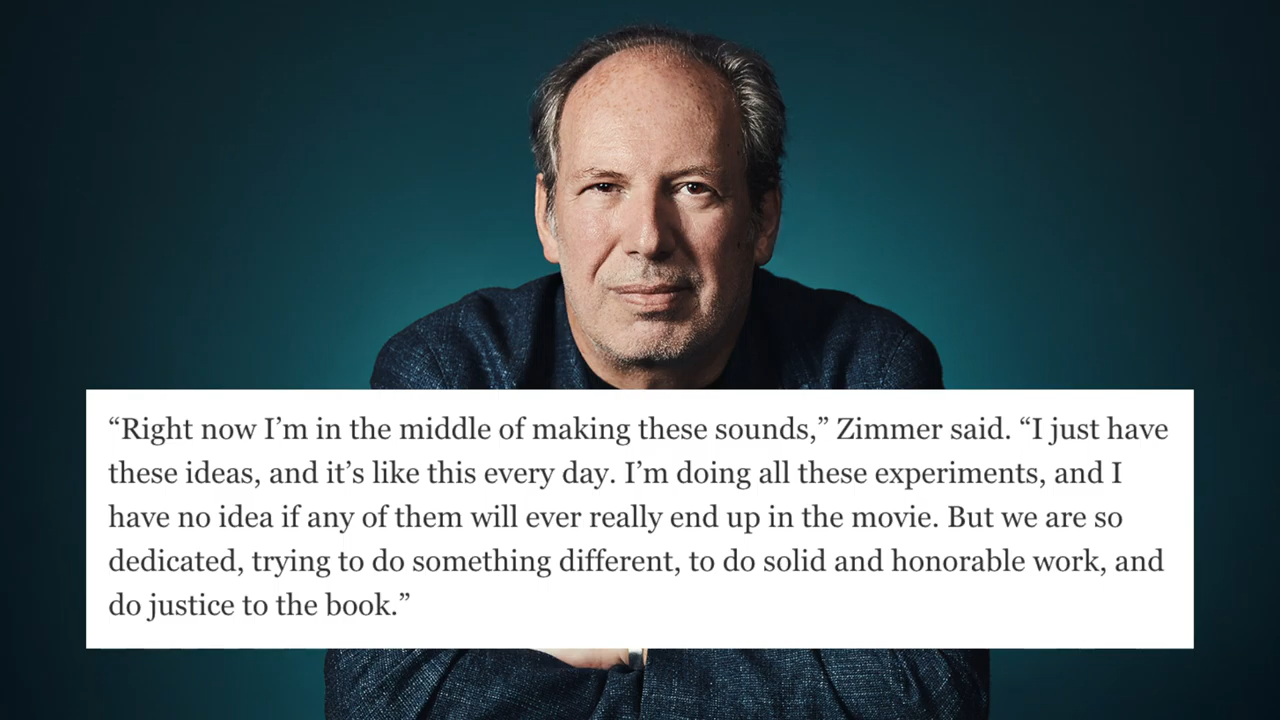 “Right now I’m in the middle of making these sounds,” Zimmer said. “I just have
these ideas, and it’s like this every day. I’m doing all these experiments, and I
have no idea if any of them will ever really end up in the movie. But we are so
dedicated, trying to do something different, to do solid and honorable work, and
do justice to the book.”